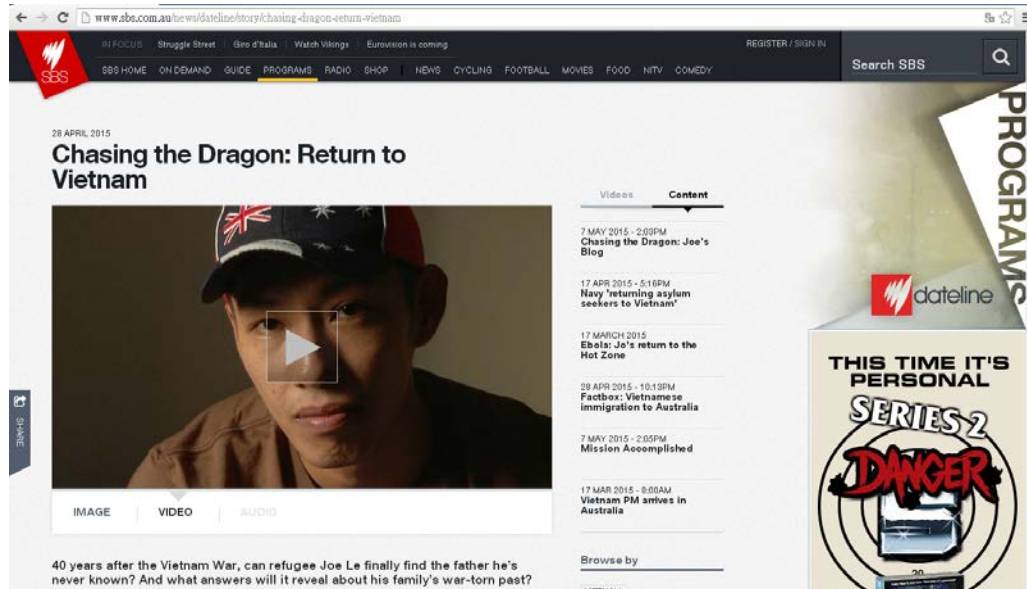 www.sbs.com.au/news/dateline/story/chasing-dragon-return-vietnam
SBS
IN FOCUS Struggle Street Giro d'Italia Watch Vikings Eurovision is coming
REGISTER / SIGN IN
SBS HOME ON DEMAND GUIDE PROGRAMS RADIO SHOP NEWS CYCLING FOOTBALL MOVIES FOOD NITV COMEDY
Search SBS
PROGRAMS
dateline
28 APRIL 2015
Chasing the Dragon: Return to
Vietnam
SHARE
IMAGE VIDEO AUDIO
40 years after the Vietnam War, can refugee Joe Le finally find the father he's
never known? And what answers will it reveal about his family's war-torn past?
Videos Content
7 MAY 2015 - 2:03PM
Chasing the Dragon: Joe's
Blog
17 APR 2015 - 5:16PM
Navy 'returning asylum
seekers to Vietnam'
17 MARCH 2015
Ebola: Jo's return to the
Hot Zone
28 APR 2015 - 10:13PM
Factbox: Vietnamese
immigration to Australia
7 MAY 2015 - 2:05PM
Mission Accomplished
17 MAR 2015 - 8:00AM
Vietnam PM arrives in
Australia
Browse by
THIS TIME IT'S
PERSONAL
SERIES 2
DANGER
5
20